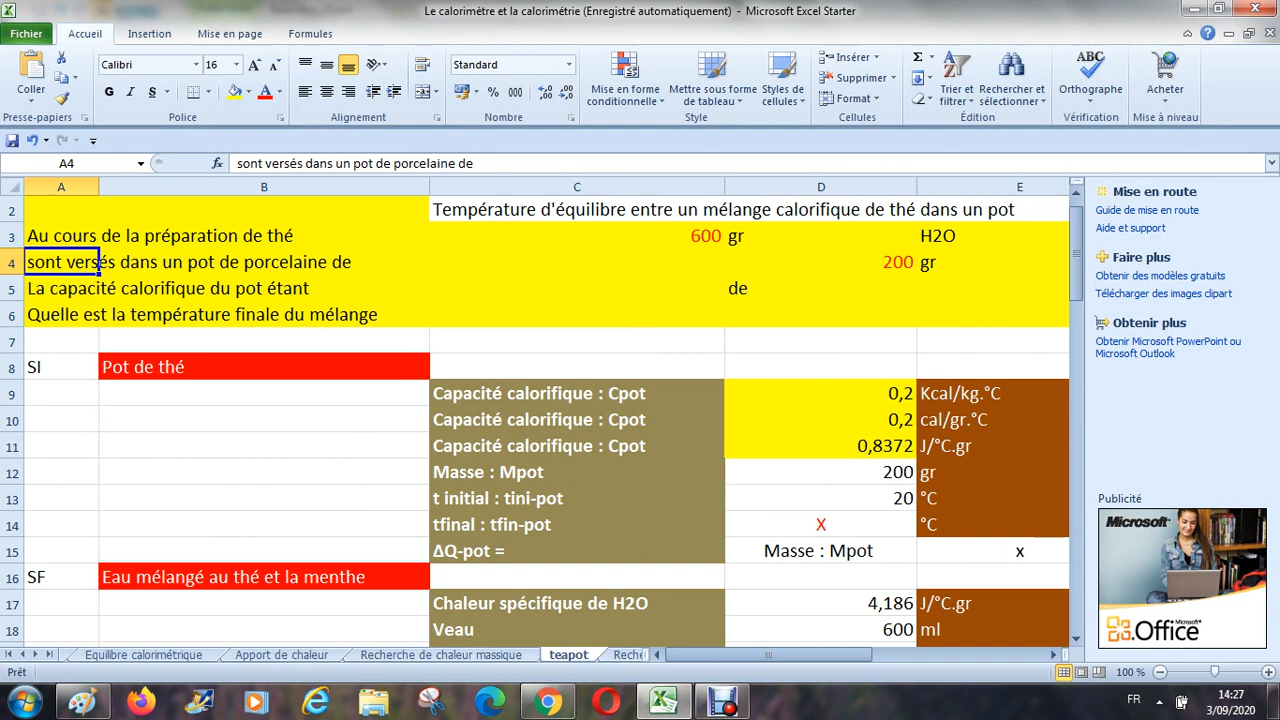 Le calorimètre et la calorimétrie (Enregistré automatiquement) - Microsoft Excel Starter
Fichier Accueil Insertion Mise en page Formules
Coller
Presse-papiers
Calibri 16
G I S A
Police
Alignement
Standard
% 000
Nombre
Mise en forme conditionnelle
Mettre sous forme de tableau
Styles de cellules
Style
Insérer
Supprimer
Format
Cellules
Σ
Trier et filtrer
Rechercher et sélectionner
Édition
ABC
Orthographe
Vérification
Acheter
Mise à niveau
A4 fx sont versés dans un pot de porcelaine de
A B C D E
2 Température d'équilibre entre un mélange calorifique de thé dans un pot
3 Au cours de la préparation de thé 600 gr H2O
4 sont versés dans un pot de porcelaine de 200 gr
5 La capacité calorifique du pot étant de
6 Quelle est la température finale du mélange
7
8 SI Pot de thé
9 Capacité calorifique : Cpot 0,2 Kcal/kg.°C
10 Capacité calorifique : Cpot 0,2 cal/gr.°C
11 Capacité calorifique : Cpot 0,8372 J/°C.gr
12 Masse : Mpot 200 gr
13 t initial : tini-pot 20 °C
14 tfinal : tfin-pot X °C
15 ΔQ-pot = Masse : Mpot x
16 SF Eau mélangé au thé et la menthe
17 Chaleur spécifique de H2O 4,186 J/°C.gr
18 Veau 600 ml
Mise en route
Guide de mise en route
Aide et support
Faire plus
Obtenir des modèles gratuits
Télécharger des images clipart
Obtenir plus
Obtenir Microsoft PowerPoint ou Microsoft Outlook
Publicité
Microsoft
Microsoft
Office
Equilibre calorimétrique Apport de chaleur Recherche de chaleur massique teapot Reche
Prêt 100 %
FR 14:27
3/09/2020